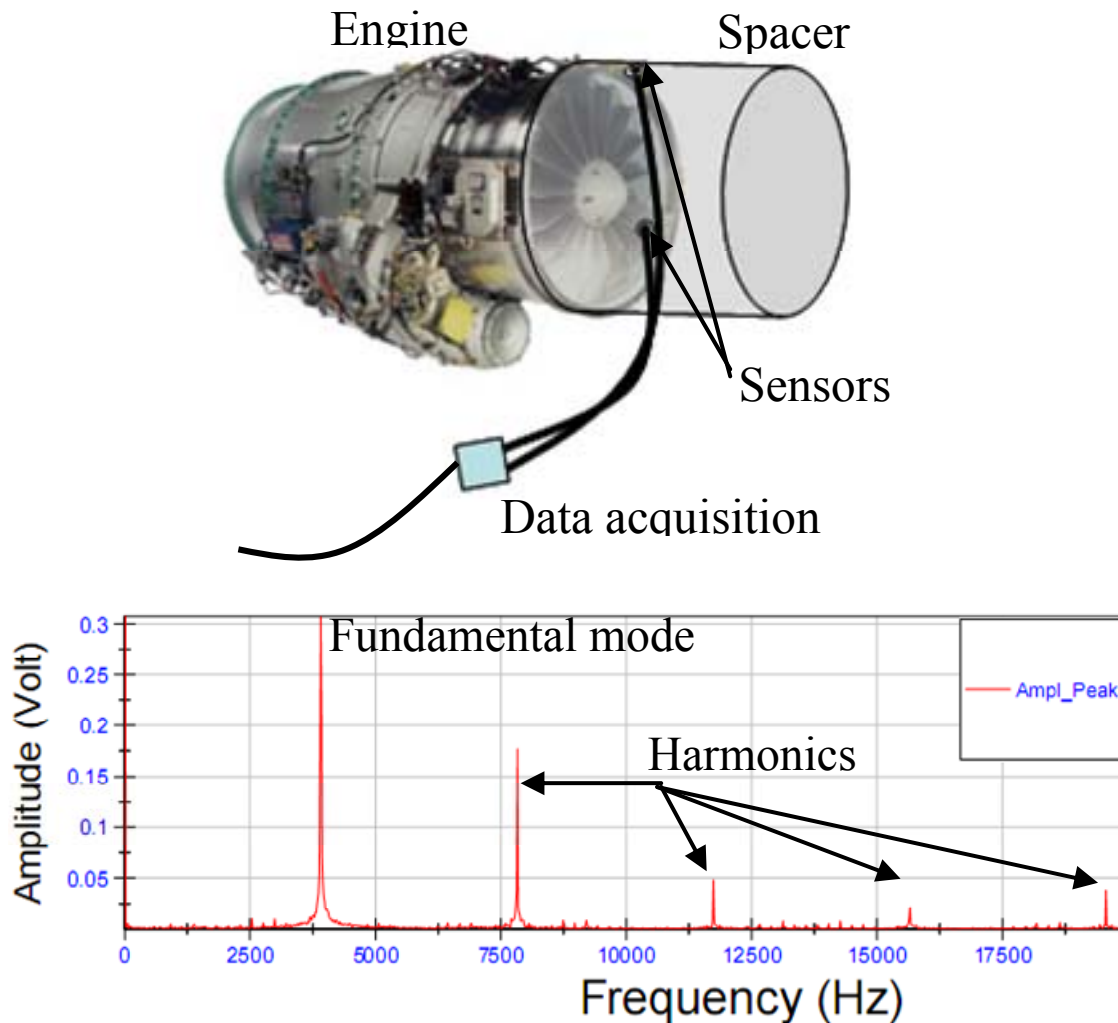 Engine
Spacer
Sensors
Data acquisition
Fundamental mode
Harmonics
Ampl_Peak
Amplitude (Volt)
0.3
0.25
0.2
0.15
0.1
0.05
0 2500 5000 7500 10000 12500 15000 17500
Frequency (Hz)